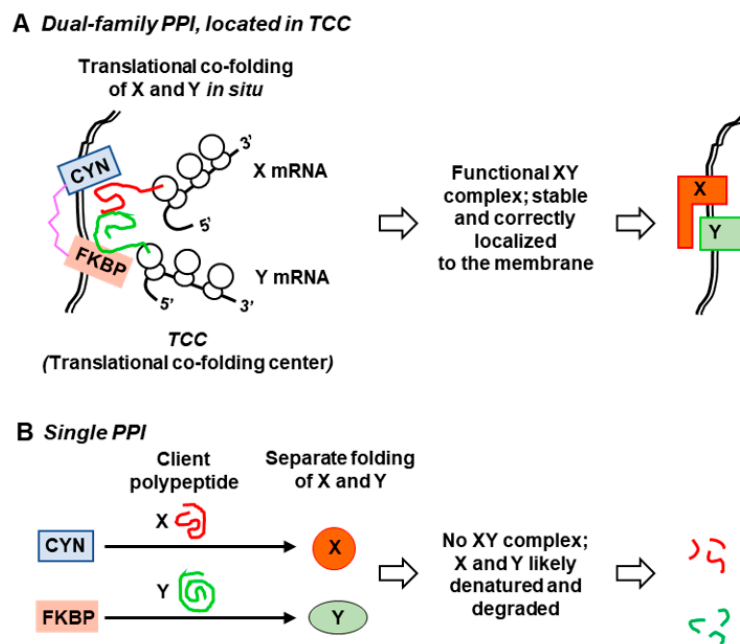 A Dual-family PPI, located in TCC
Translational co-folding
of X and Y in situ
CYN
3’
X mRNA
5’
FKBP
Y mRNA
5’
3’
TCC
(Translational co-folding center)
Functional XY
complex; stable
and correctly
localized
to the membrane
X
Y
B Single PPI
Client
polypeptide
Separate folding
of X and Y
X
CYN
X
Y
FKBP
Y
No XY complex;
X and Y likely
denatured and
degraded